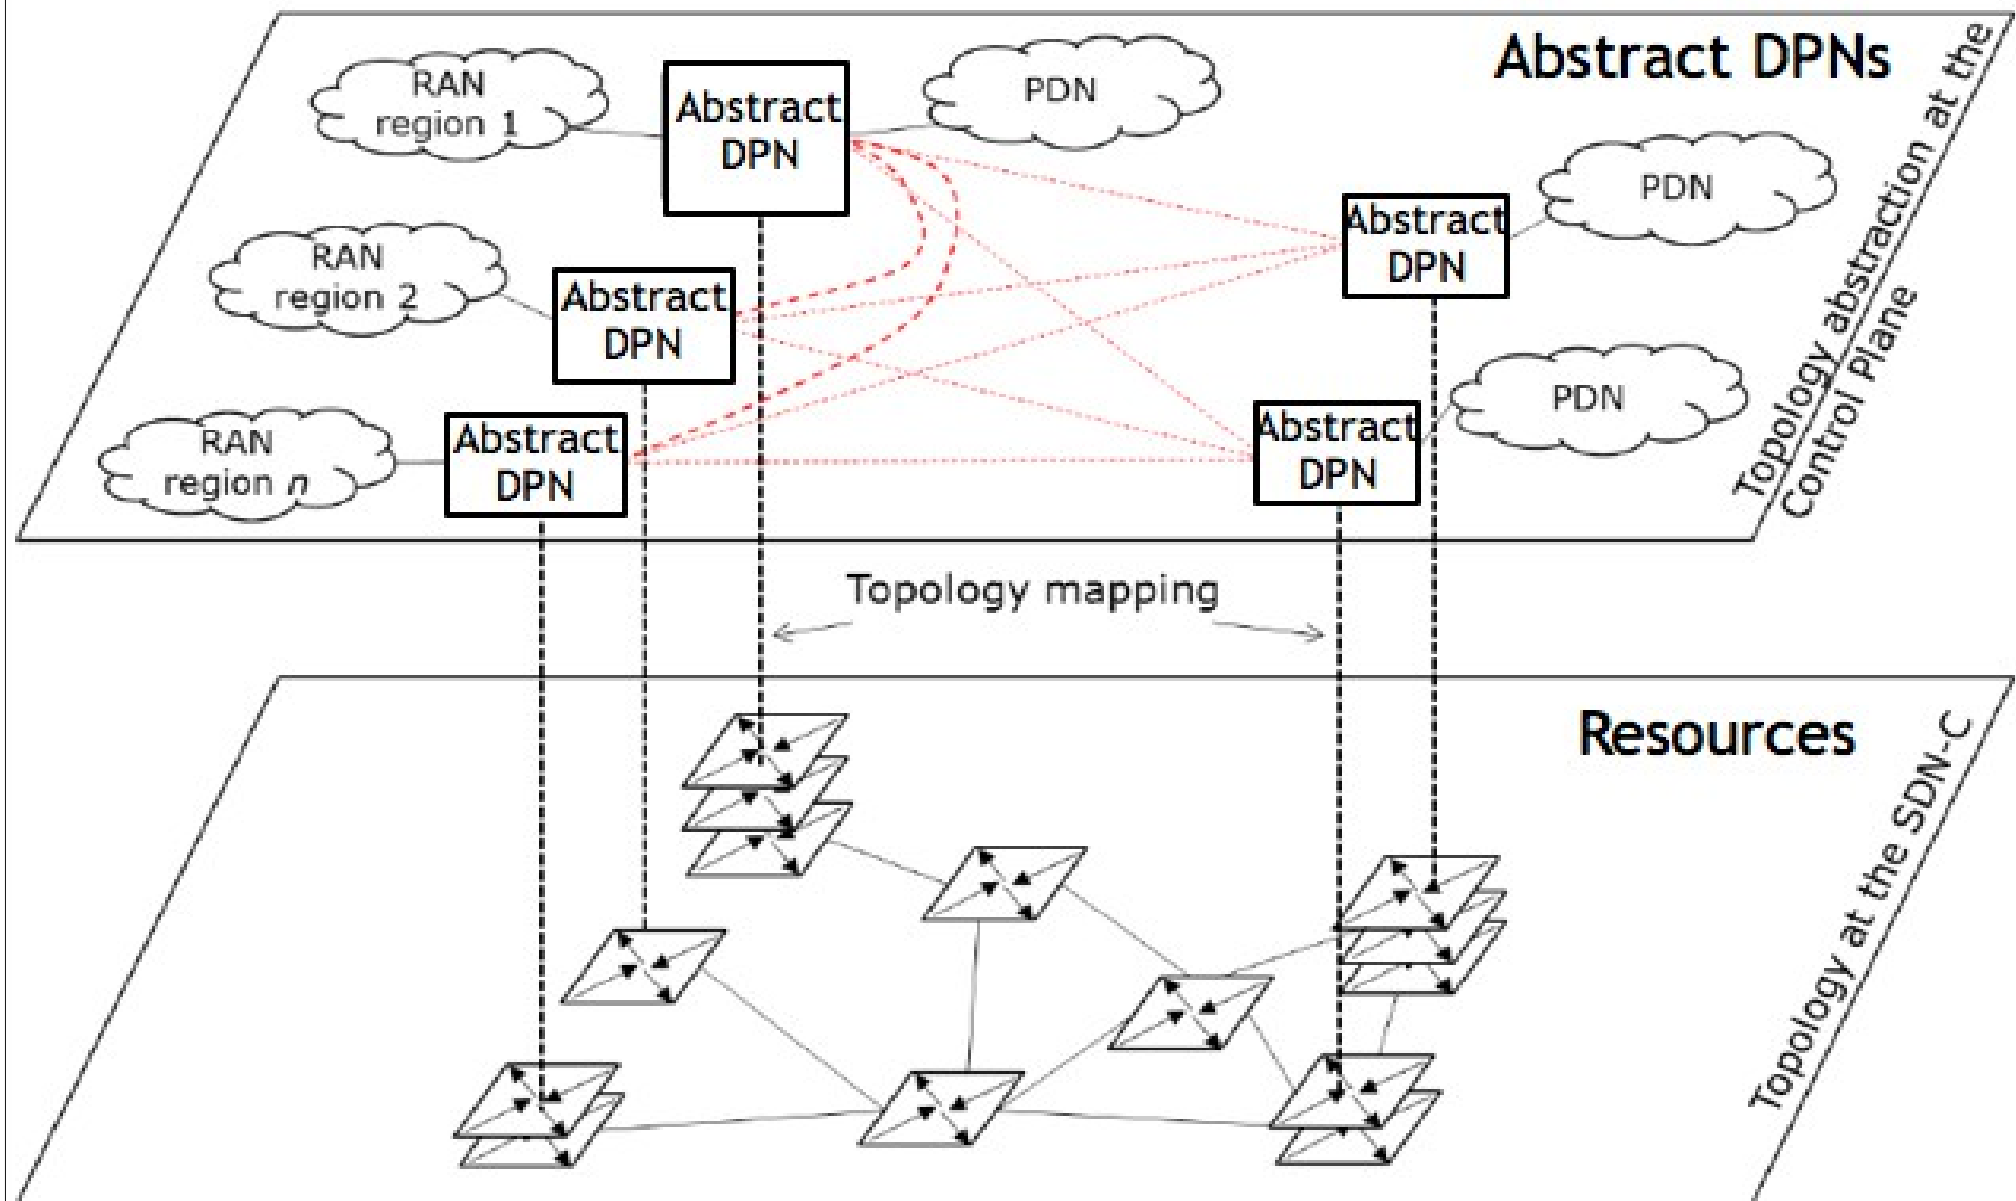 Abstract DPNs
RAN
region 1
Abstract
DPN
PDN
PDN
RAN
region 2
Abstract
DPN
Abstract
DPN
PDN
RAN
region n
Abstract
DPN
Abstract
DPN
Topology abstraction at the
Control Plane
Topology mapping
Resources
Topology at the SDN-C